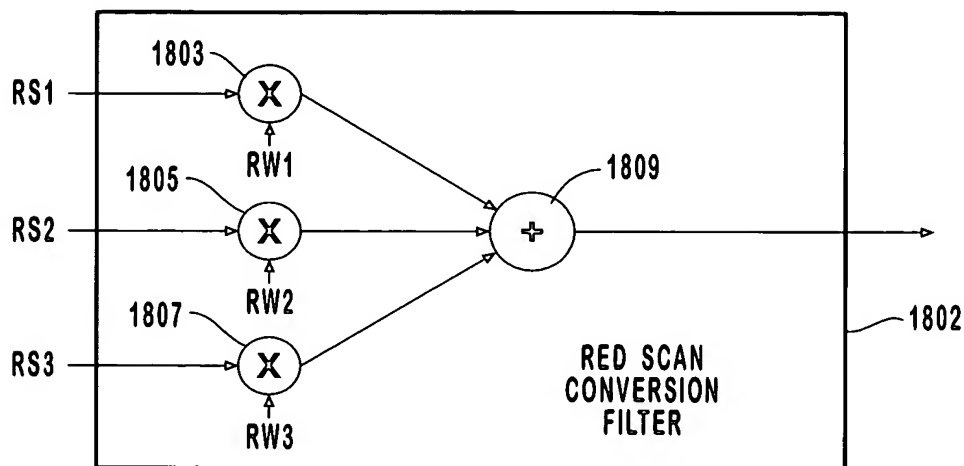 1803
RS1
X
RW1
1805
1809
RS2
X
+
RW2
1807
1802
RS3
X
RED SCAN
CONVERSION
FILTER
RW3